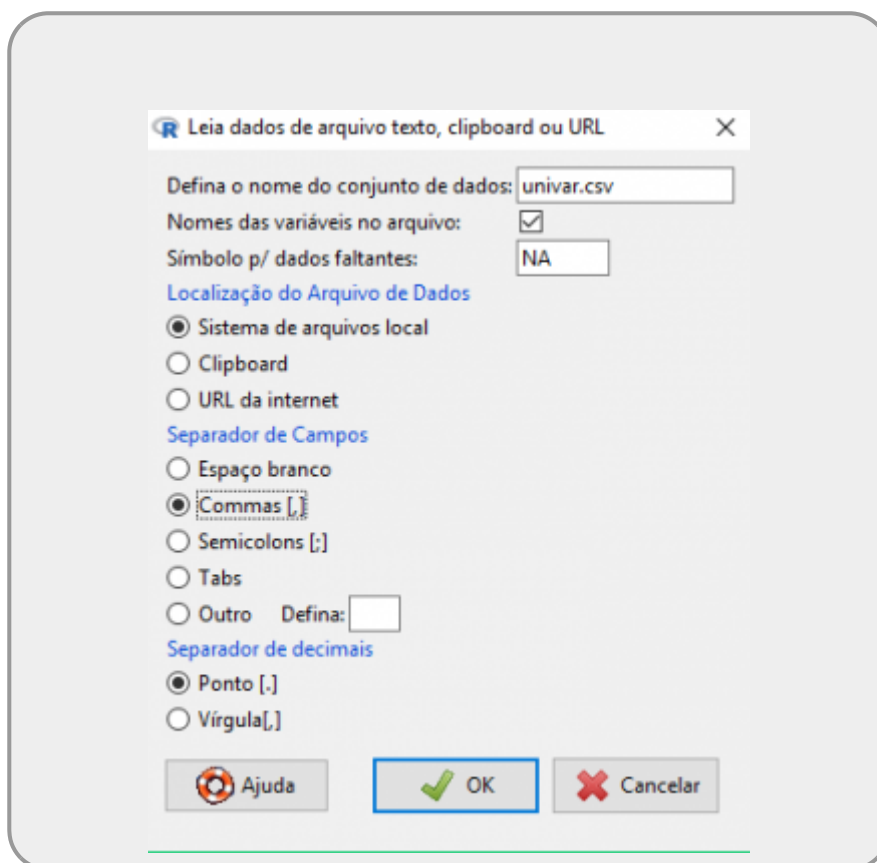 Leia dados de arquivo texto, clipboard ou URL
Defina o nome do conjunto de dados: univar.csv
Nomes das variáveis no arquivo:
Símbolo p/ dados faltantes: NA
Localização do Arquivo de Dados
Sistema de arquivos local
Clipboard
URL da internet
Separador de Campos
Espaço branco
Commas [,]
Semicolons [;]
Tabs
Outro Defina:
Separador de decimais
Ponto [.]
Vírgula[,]
Ajuda OK Cancelar